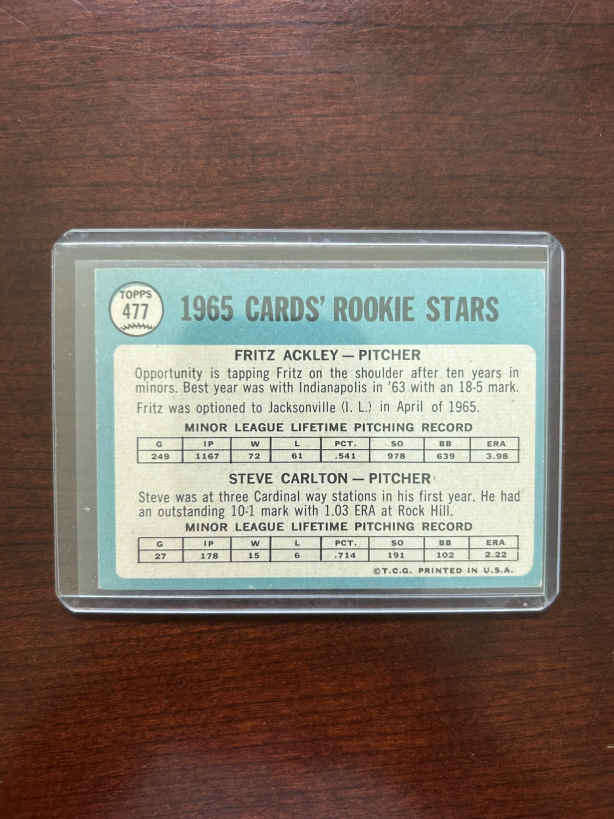 TOPPS
477
1965 CARDS' ROOKIE STARS
FRITZ ACKLEY — PITCHER
Opportunity is tapping Fritz on the shoulder after ten years in
minors. Best year was with Indianapolis in '63 with an 18-5 mark.
Fritz was optioned to Jacksonville (I. L.) in April of 1965.
MINOR LEAGUE LIFETIME PITCHING RECORD
G IP W L PCT. SO BB ERA
249 1167 72 61 .541 978 639 3.98
STEVE CARLTON — PITCHER
Steve was at three Cardinal way stations in his first year. He had
an outstanding 10-1 mark with 1.03 ERA at Rock Hill.
MINOR LEAGUE LIFETIME PITCHING RECORD
G IP W L PCT. SO BB ERA
27 178 15 6 .714 191 102 2.22
©T.C.G. PRINTED IN U.S.A.